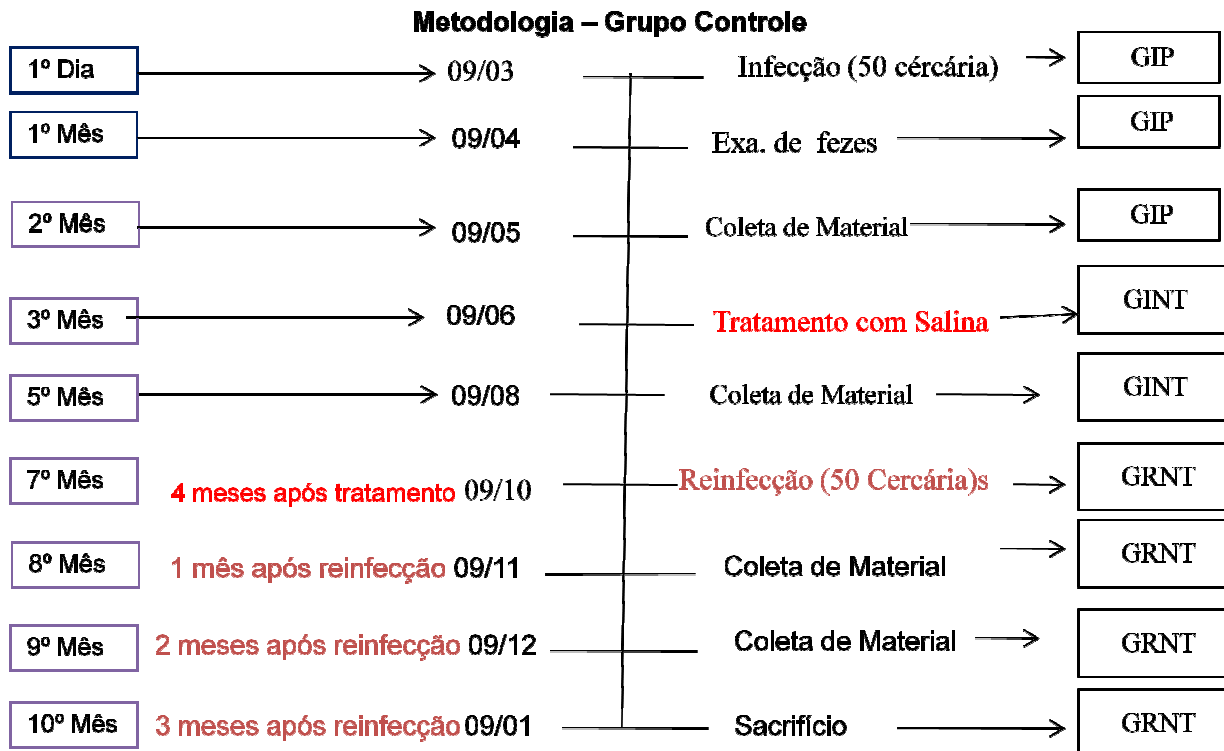 Metodologia – Grupo Controle
1º Dia 09/03 Infecção (50 cércária) GIP
1º Mês 09/04 Exa. de fezes GIP
2º Mês 09/05 Coleta de Material GIP
3º Mês 09/06 Tratamento com Salina GINT
5º Mês 09/08 Coleta de Material GINT
7º Mês 4 meses após tratamento 09/10 Reinfecção (50 Cercária)s GRNT
8º Mês 1 mês após reinfecção 09/11 Coleta de Material GRNT
9º Mês 2 meses após reinfecção 09/12 Coleta de Material GRNT
10º Mês 3 meses após reinfecção 09/01 Sacrifício GRNT